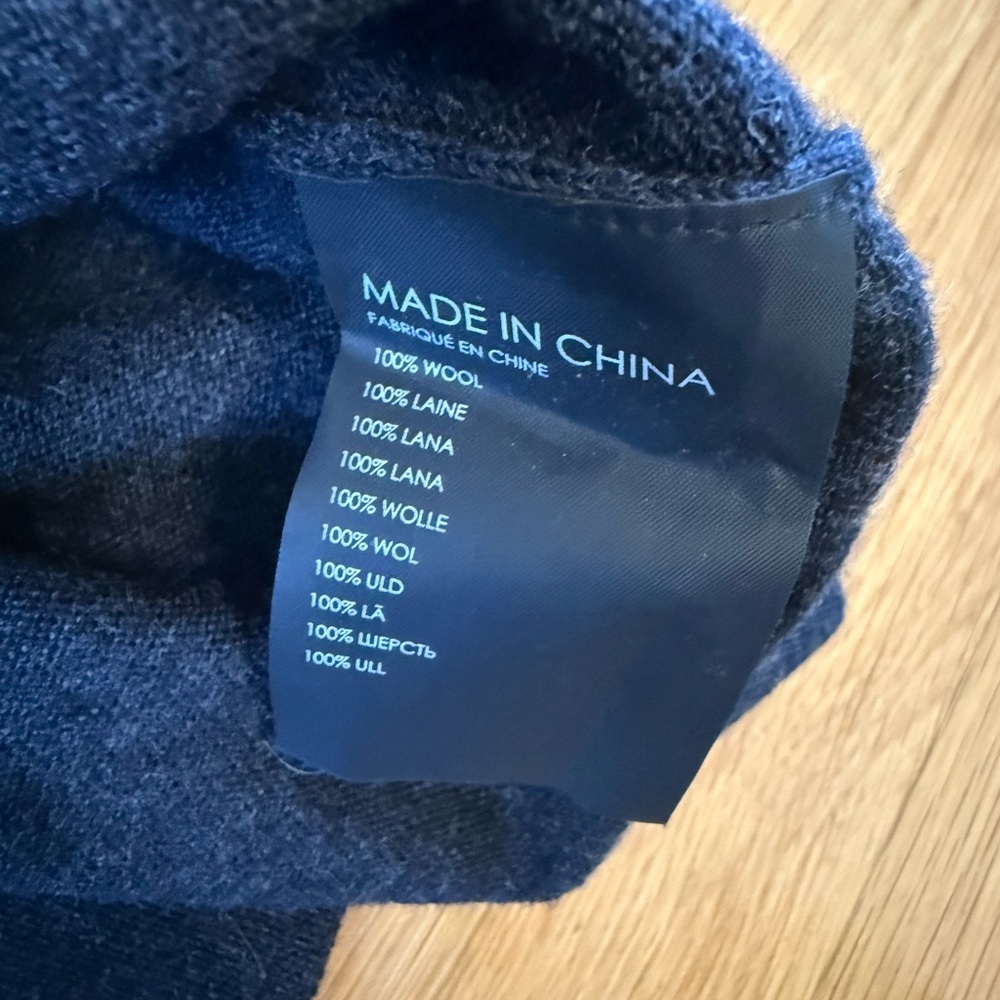 MADE IN CHINA
FABRIQUÉ EN CHINE
100% WOOL
100% LAINE
100% LANA
100% LANA
100% WOLLE
100% WOL
100% ULD
100% LÃ
100% ШЕРСТЬ
100% ULL